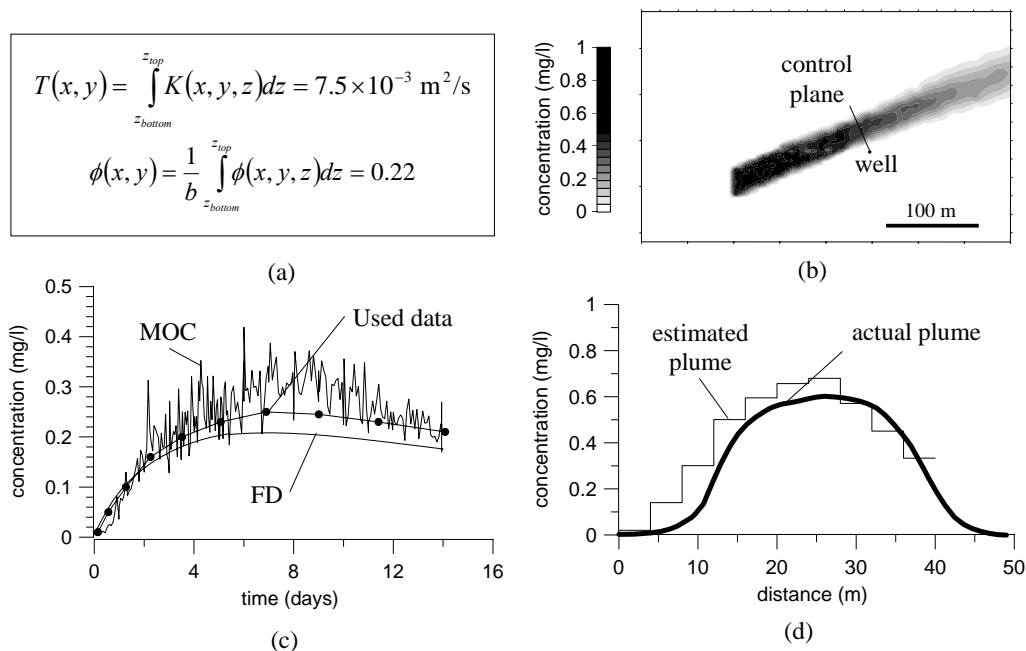 T(x, y) = ∫_{z_bottom}^{z_top} K(x, y, z)dz = 7.5×10⁻³ m²/s
ϕ(x, y) = 1/b ∫_{z_bottom}^{z_top} ϕ(x, y, z)dz = 0.22
(a)
concentration (mg/l)
1
0.8
0.6
0.4
0.2
0
control
plane
well
100 m
(b)
concentration (mg/l)
0.5
0.4
0.3
0.2
0.1
0
MOC
Used data
FD
0 4 8 12 16
time (days)
(c)
concentration (mg/l)
1
0.8
0.6
0.4
0.2
0
estimated
plume
actual plume
0 10 20 30 40 50
distance (m)
(d)